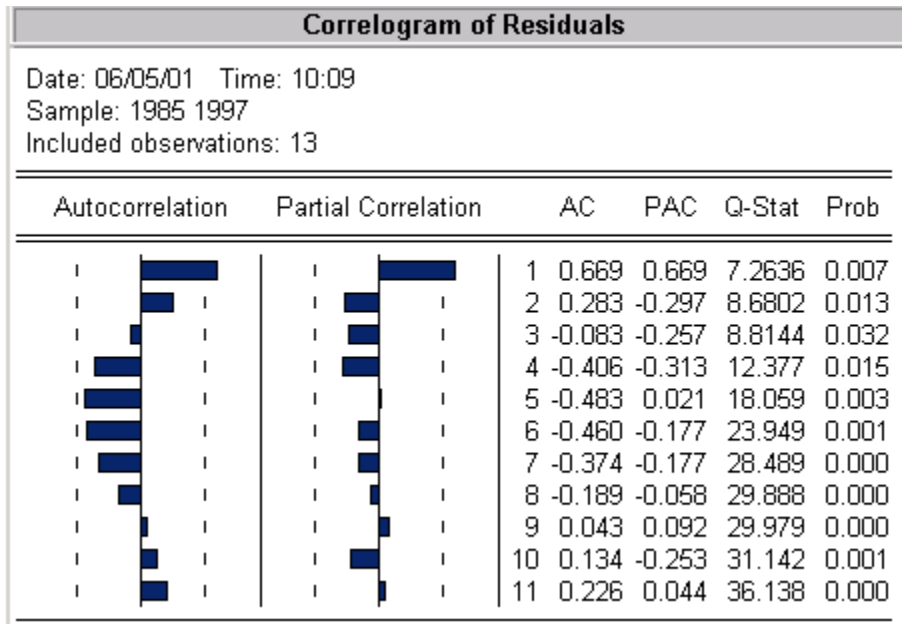 Correlogram of Residuals
Date: 06/05/01 Time: 10:09
Sample: 1985 1997
Included observations: 13
Autocorrelation Partial Correlation AC PAC Q-Stat Prob
1 0.669 0.669 7.2636 0.007
2 0.283 -0.297 8.6802 0.013
3 -0.083 -0.257 8.8144 0.032
4 -0.406 -0.313 12.377 0.015
5 -0.483 0.021 18.059 0.003
6 -0.460 -0.177 23.949 0.001
7 -0.374 -0.177 28.489 0.000
8 -0.189 -0.058 29.888 0.000
9 0.043 0.092 29.979 0.000
10 0.134 -0.253 31.142 0.001
11 0.226 0.044 36.138 0.000